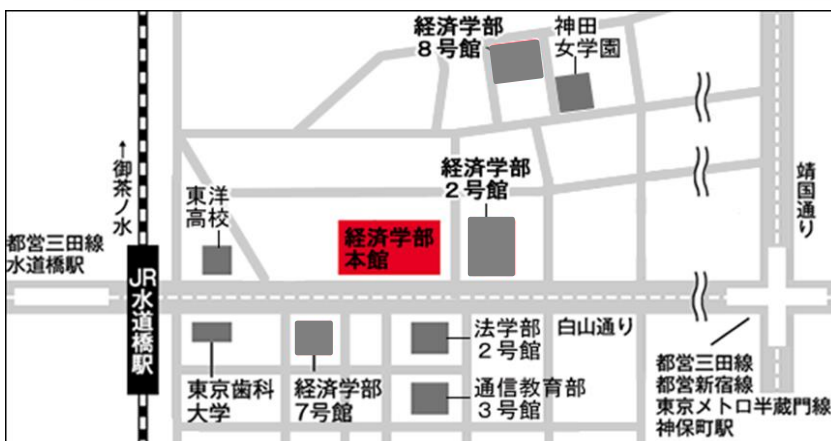 経済学部
8号館
神田
女学園
↑御茶ノ水
東洋
高校
経済学部
2号館
靖国通り
都営三田線
水道橋駅
経済学部
本館
JR水道橋駅
白山通り
法学部
2号館
東京歯科
大学
経済学部
7号館
通信教育部
3号館
都営三田線
都営新宿線
東京メトロ半蔵門線
神保町駅